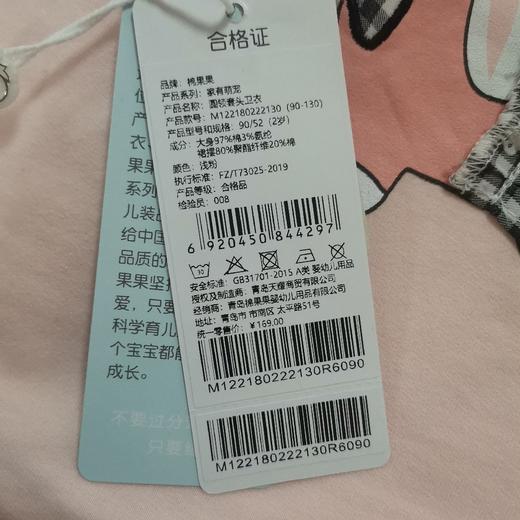 合格证
品牌：棉果果
产品系列：家有萌宠
产品名称：圆领套头卫衣
产品款号：M122180222130 (90-130)
产品型号和规格：90/52 (2岁)
成分：大身97%棉3%氨纶
裙摆80%聚酯纤维20%棉
颜色：浅粉
执行标准：FZ/T73025-2019
产品等级：合格品
检验员：008
6 920450 844297
安全标准：GB31701-2015 A类 婴幼儿用品
授权及制造商：青岛天耀商贸有限公司
经销商：青岛棉果果婴幼儿用品有限公司
地址：青岛市 市南区 太平路51号
统一零售价：￥169.00
M122180222130R6090
M122180222130R6090
果果
系列
儿装
给中国
品质的
果果坚
爱，只
科学育儿
个宝宝都能
成长。
不要过分
只要